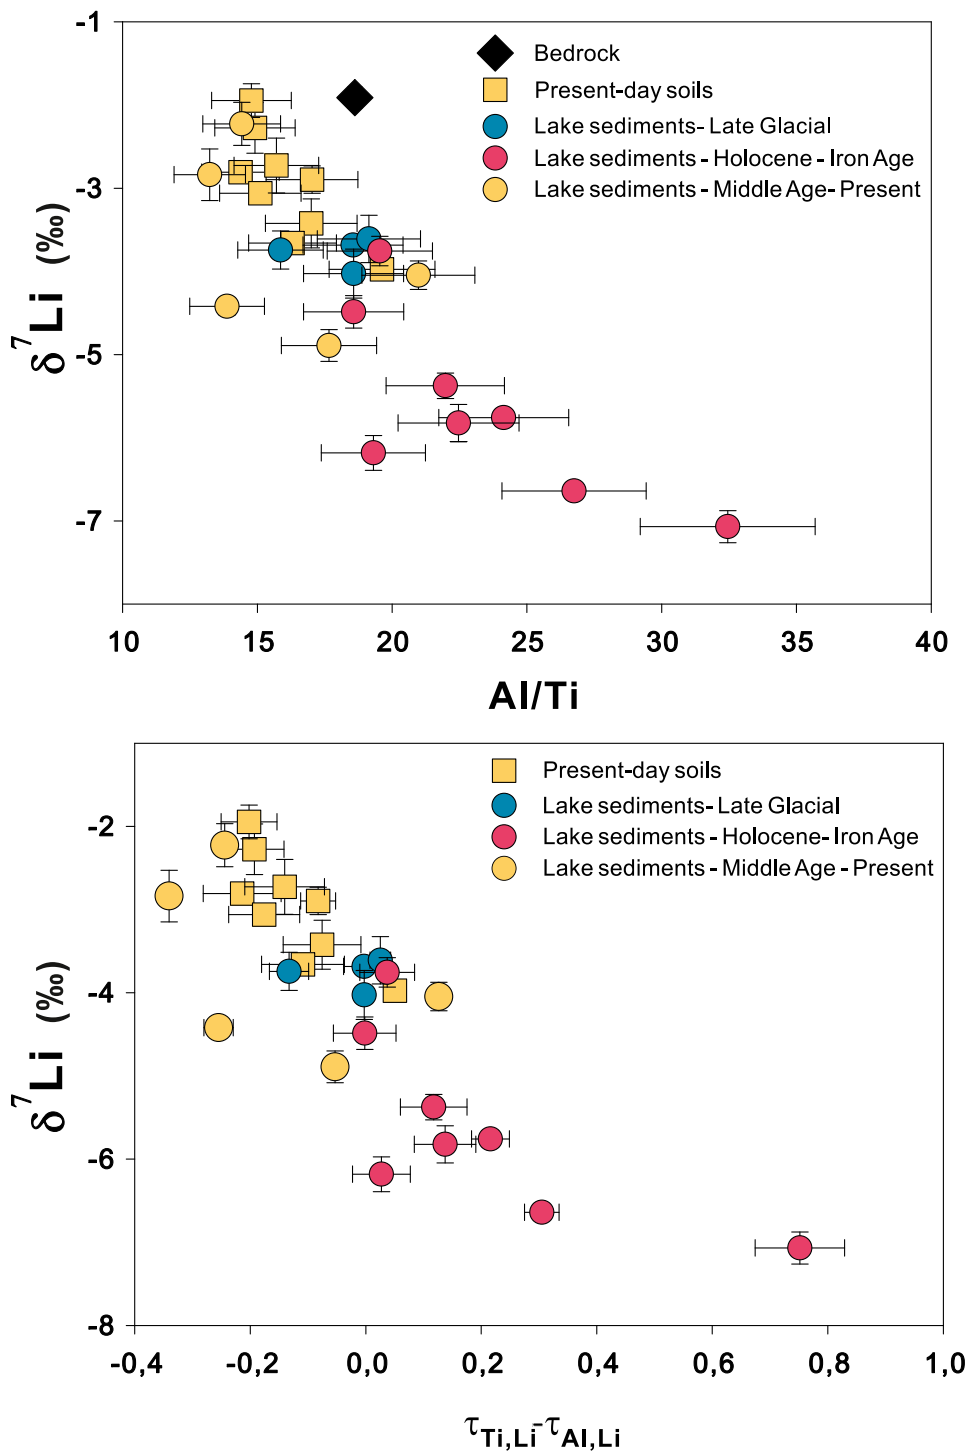 -1
Bedrock
Present-day soils
Lake sediments- Late Glacial
Lake sediments - Holocene - Iron Age
Lake sediments - Middle Age- Present
-3
δ⁷Li (‰)
-5
-7
10 15 20 25 30 35 40
Al/Ti
Present-day soils
Lake sediments- Late Glacial
Lake sediments - Holocene- Iron Age
Lake sediments - Middle Age - Present
-2
-4
δ⁷Li (‰)
-6
-8
-0,4 -0,2 0,0 0,2 0,4 0,6 0,8 1,0
τTi,Li-τAl,Li